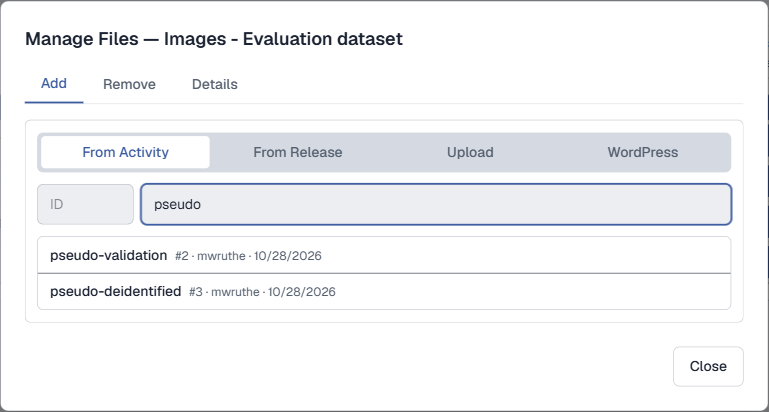 Manage Files — Images - Evaluation dataset
Add Remove Details
From Activity From Release Upload WordPress
ID pseudo
pseudo-validation #2 · mwruthe · 10/28/2026
pseudo-deidentified #3 · mwruthe · 10/28/2026
Close